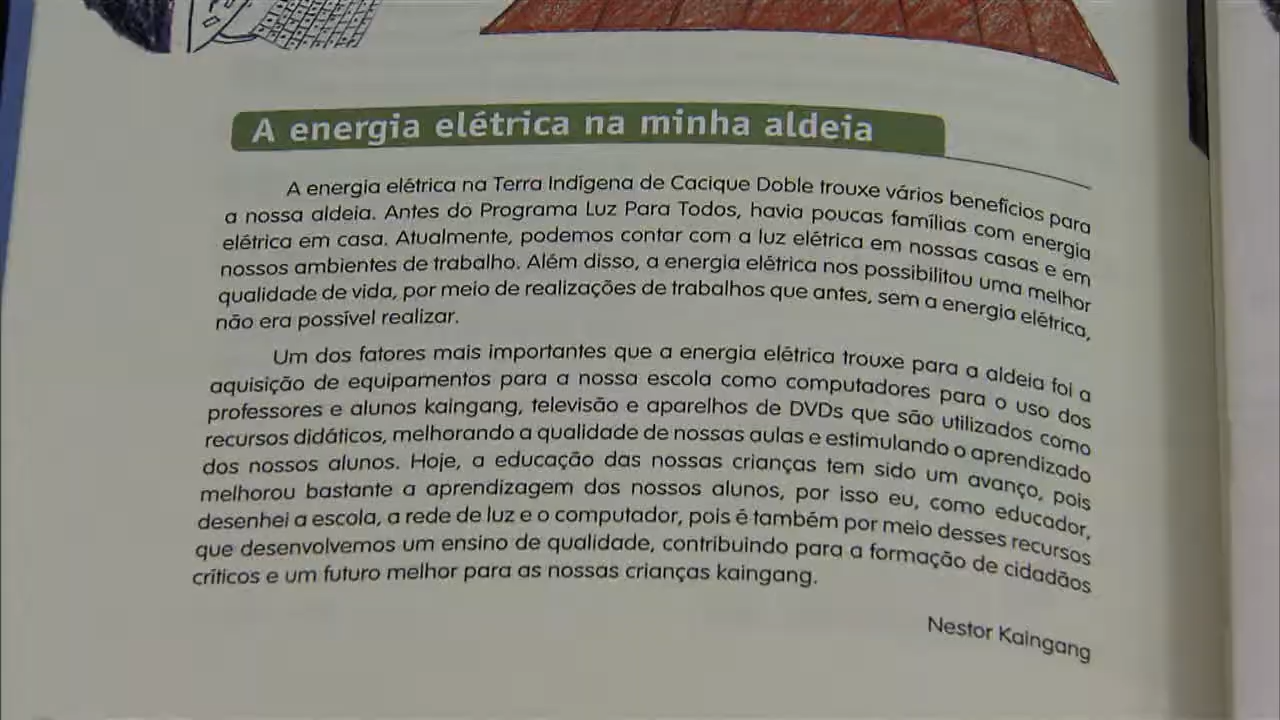 A energia elétrica na minha aldeia
A energia elétrica na Terra Indígena de Cacique Doble trouxe vários benefícios para
a nossa aldeia. Antes do Programa Luz Para Todos, havia poucas famílias com energia
elétrica em casa. Atualmente, podemos contar com a luz elétrica em nossas casas e em
nossos ambientes de trabalho. Além disso, a energia elétrica nos possibilitou uma melhor
qualidade de vida, por meio de realizações de trabalhos que antes, sem a energia elétrica,
não era possível realizar.
Um dos fatores mais importantes que a energia elétrica trouxe para a aldeia foi a
aquisição de equipamentos para a nossa escola como computadores para o uso dos
professores e alunos kaingang, televisão e aparelhos de DVDs que são utilizados como
recursos didáticos, melhorando a qualidade de nossas aulas e estimulando o aprendizado
dos nossos alunos. Hoje, a educação das nossas crianças tem sido um avanço, pois
melhorou bastante a aprendizagem dos nossos alunos, por isso eu, como educador,
desenhei a escola, a rede de luz e o computador, pois é também por meio desses recursos
que desenvolvemos um ensino de qualidade, contribuindo para a formação de cidadãos
críticos e um futuro melhor para as nossas crianças kaingang.
Nestor Kaingang